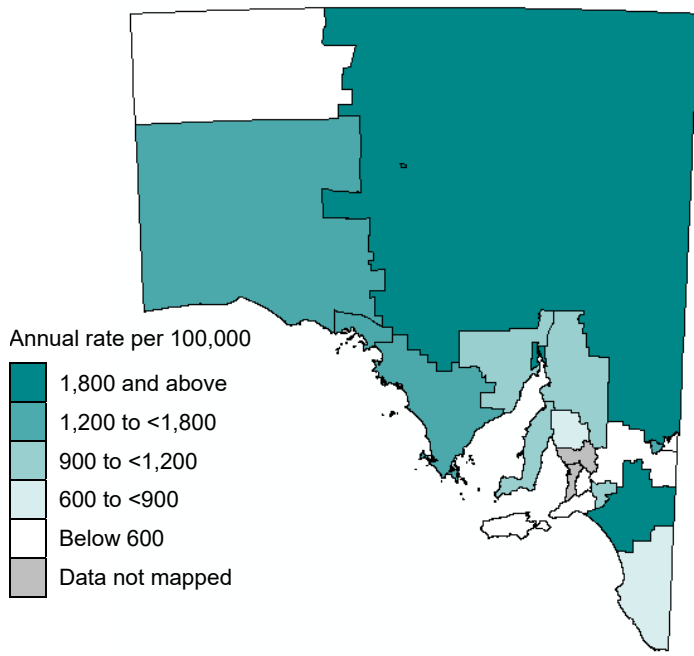 Annual rate per 100,000
1,800 and above
1,200 to <1,800
900 to <1,200
600 to <900
Below 600
Data not mapped